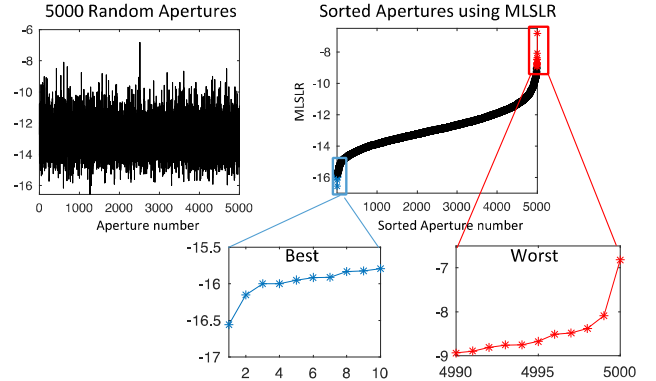 5000 Random Apertures
-6
-8
-10
-12
-14
-16
0 1000 2000 3000 4000 5000
Aperture number
Sorted Apertures using MLSLR
MLSLR
-8
-10
-12
-14
-16
1000 2000 3000 4000 5000
Sorted Aperture number
Best
-15.5
-16
-16.5
-17
2 4 6 8 10
Worst
-6
-7
-8
-9
4990 4995 5000